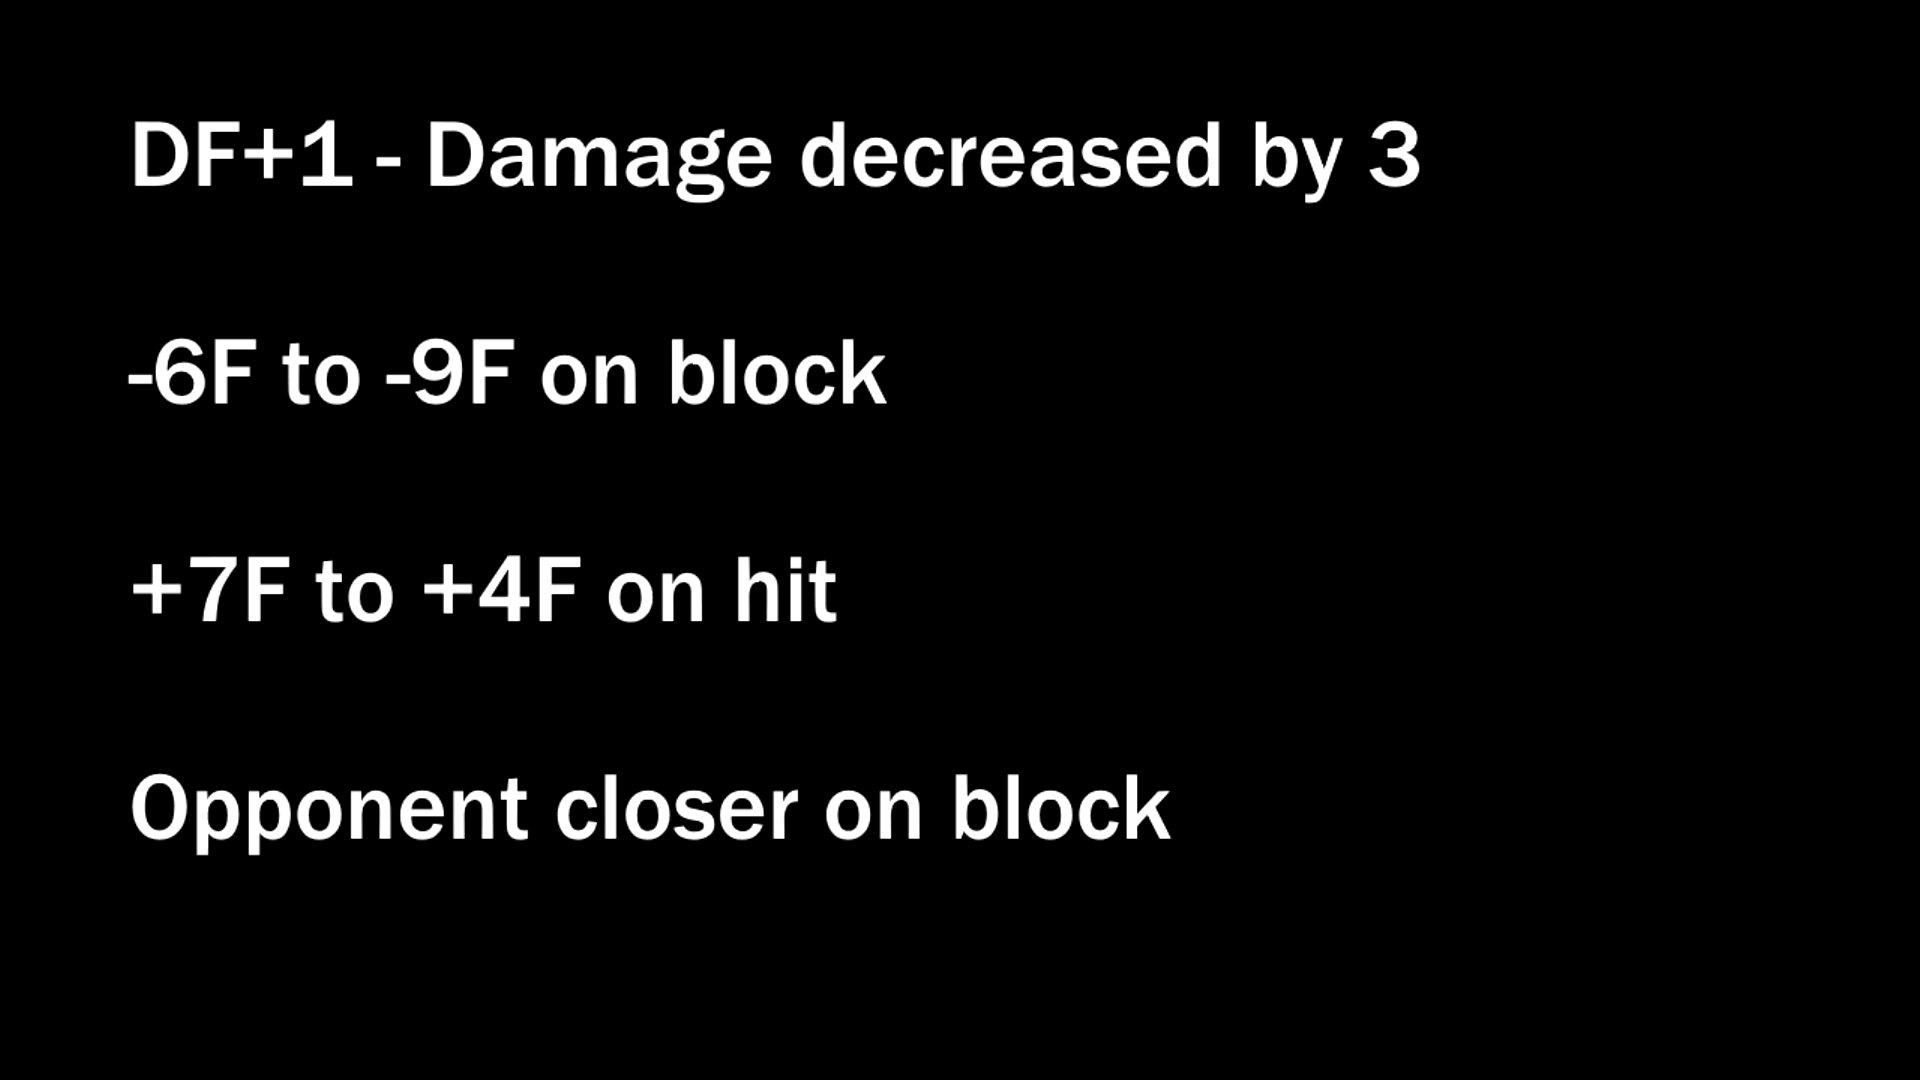 DF+1 - Damage decreased by 3
-6F to -9F on block
+7F to +4F on hit
Opponent closer on block